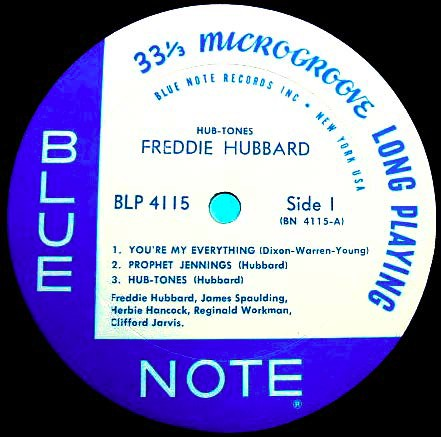 33⅓ MICROGROOVE LONG PLAYING
BLUE NOTE RECORDS INC • NEW YORK USA
HUB-TONES
FREDDIE HUBBARD
BLP 4115
Side 1
(BN 4115-A)
1. YOU'RE MY EVERYTHING (Dixon-Warren-Young)
2. PROPHET JENNINGS (Hubbard)
3. HUB-TONES (Hubbard)
Freddie Hubbard, James Spaulding,
Herbie Hancock, Reginald Workman,
Clifford Jarvis.
BLUE
NOTE
®